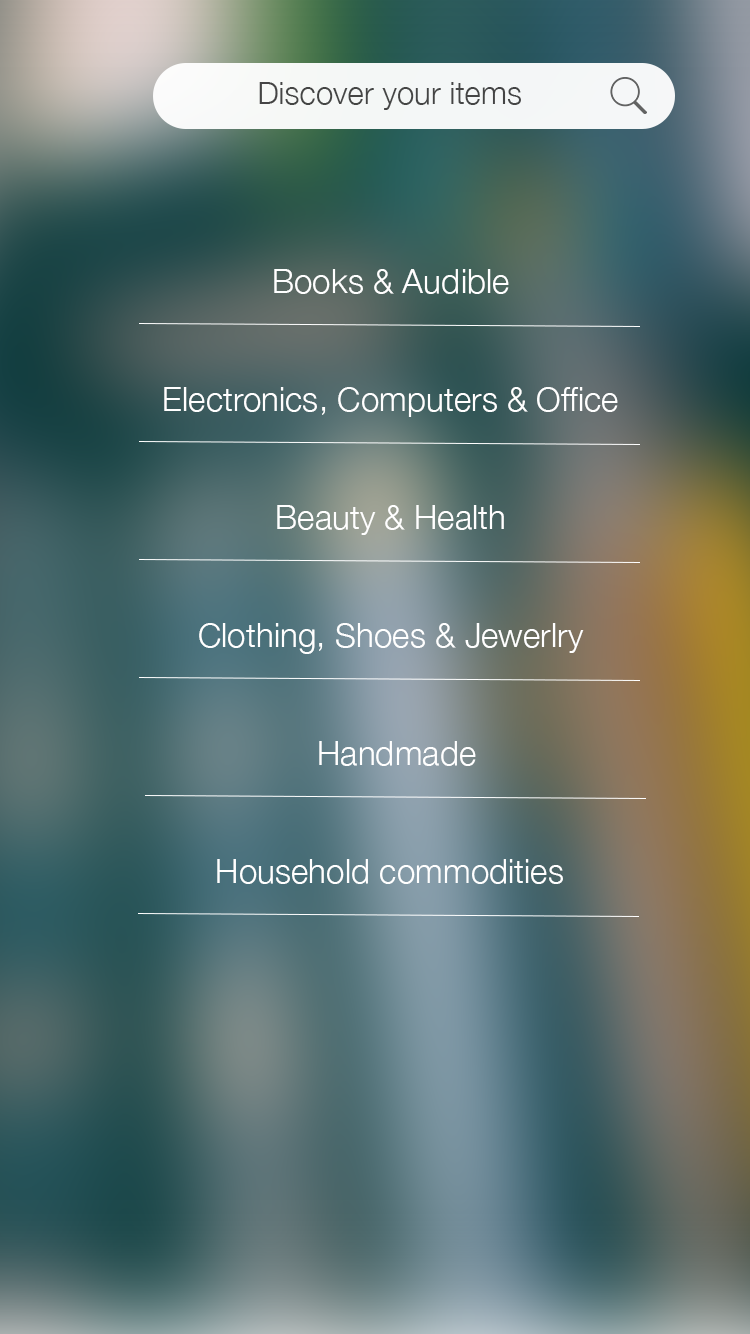 Discover your items
Books & Audible
Electronics, Computers & Office
Beauty & Health
Clothing, Shoes & Jewerlry
Handmade
Household commodities